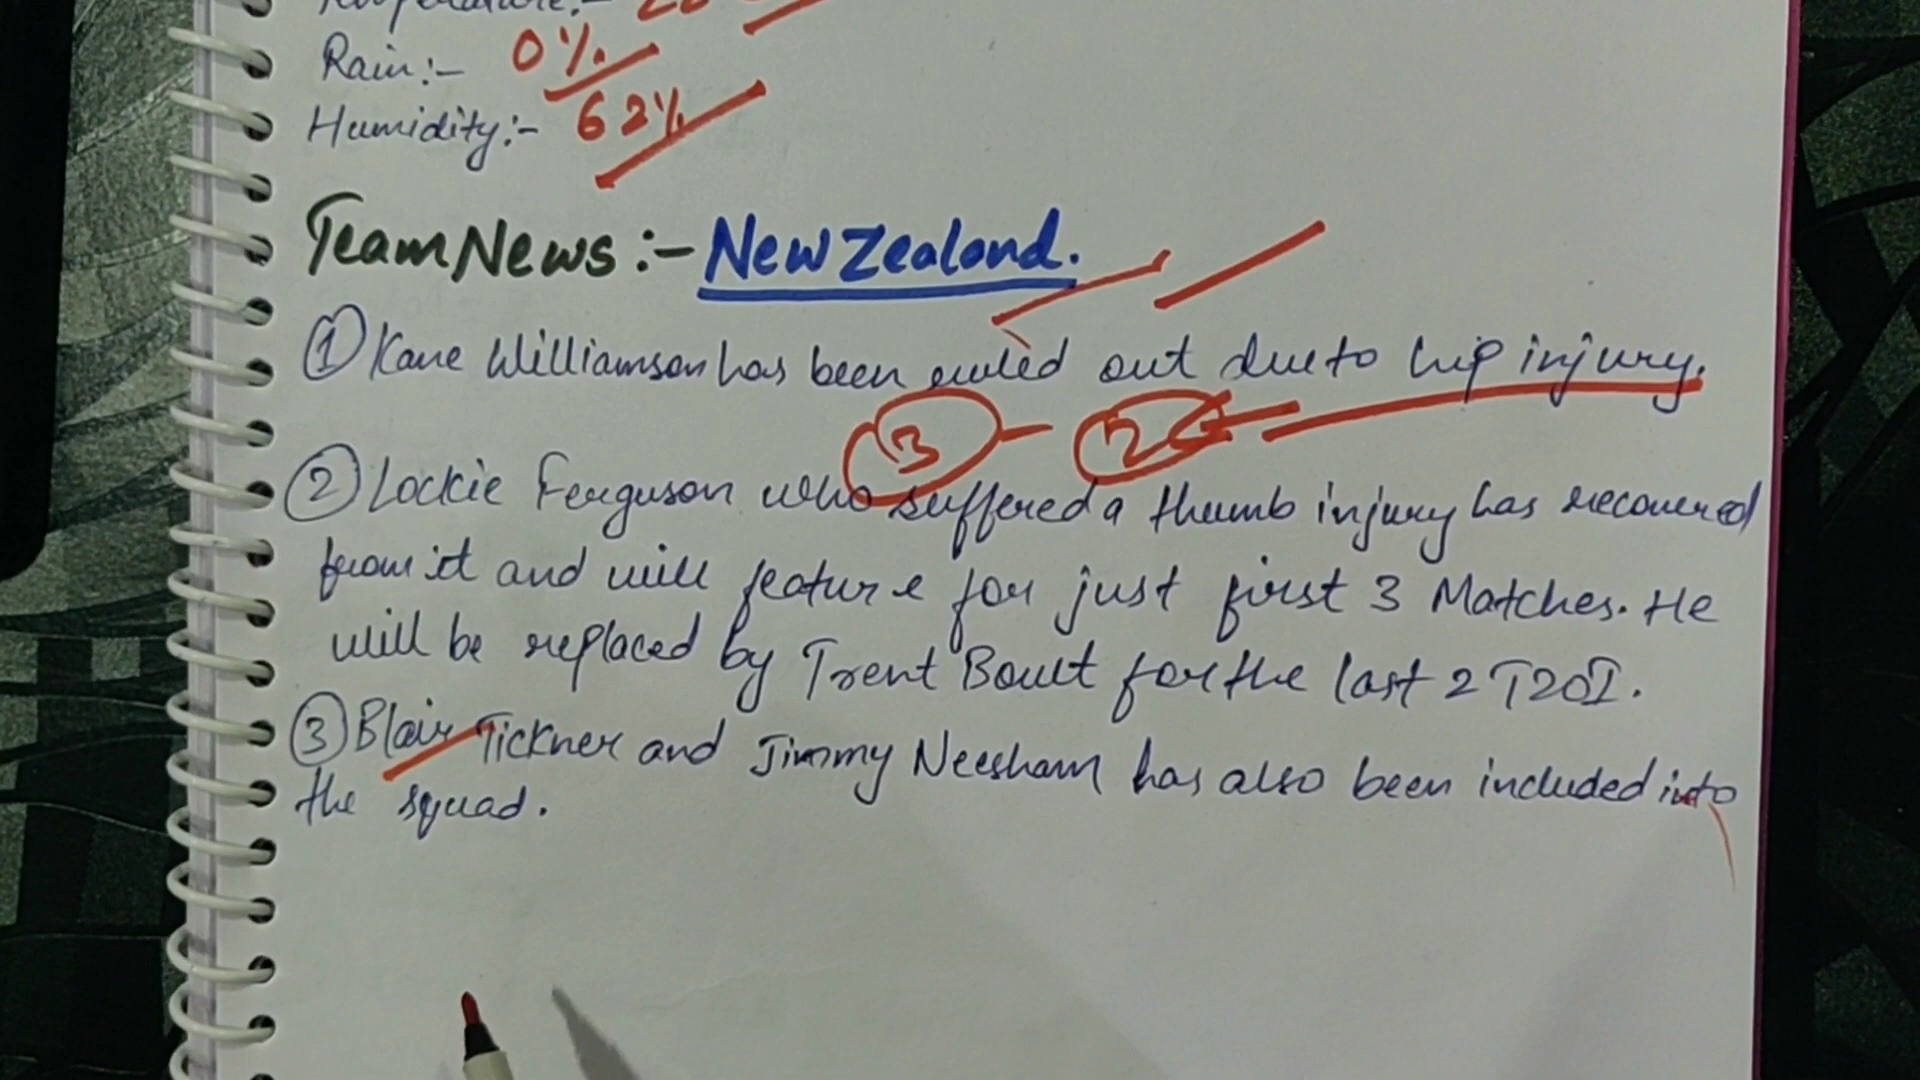 Temperature:-
Rain:- 0%
Humidity:- 62%
Team News:- New Zealand.
① Kane Williamson has been ruled out due to hip injury.
3 - 2
② Lockie Ferguson who suffered a thumb injury has recovered
from it and will feature for just first 3 Matches. He
will be replaced by Trent Boult for the last 2 T20I.
③ Blair Tickner and Jimmy Neesham has also been included into
the squad.